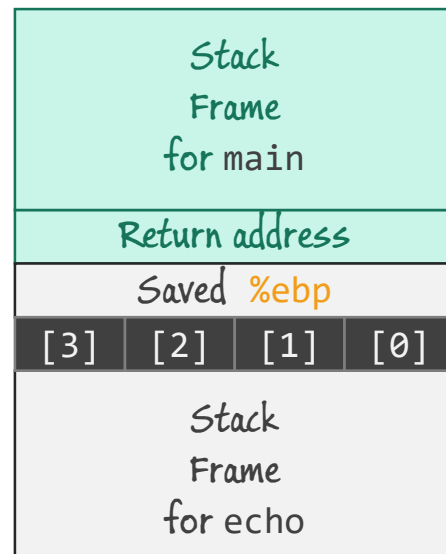 Stack
Frame
for main
Return address
Saved %ebp
[3] [2] [1] [0]
Stack
Frame
for echo